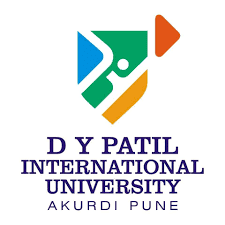 D Y PATIL
INTERNATIONAL
UNIVERSITY
AKURDI PUNE